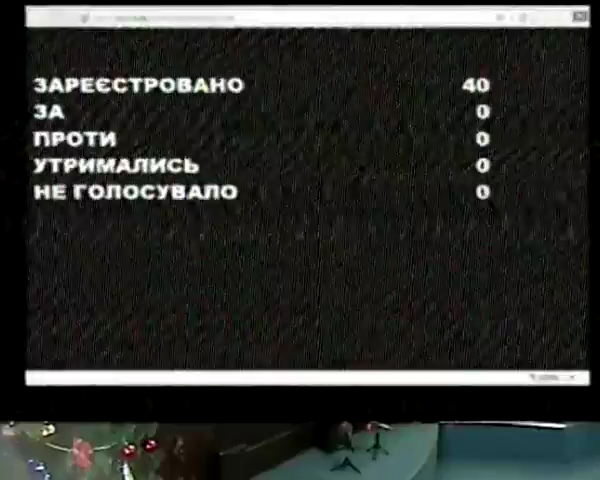 ЗАРЕЄСТРОВАНО 40
ЗА 0
ПРОТИ 0
УТРИМАЛИСЬ 0
НЕ ГОЛОСУВАЛО 0